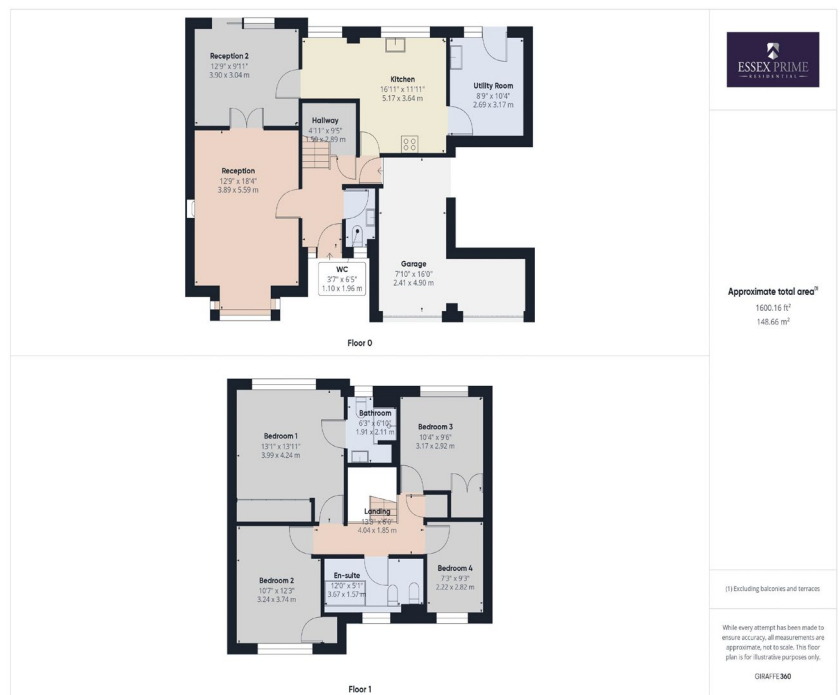 Reception 2
12'9" x 9'11"
3.90 x 3.04 m
Kitchen
16'11" x 11'11"
5.17 x 3.64 m
Utility Room
8'9" x 10'4"
2.69 x 3.17 m
Hallway
4'11" x 9'5"
1.50 x 2.89 m
Reception
12'9" x 18'4"
3.89 x 5.59 m
WC
3'7" x 6'5"
1.10 x 1.96 m
Garage
7'10" x 16'0"
2.41 x 4.90 m
Floor 0
Bedroom 1
13'1" x 13'11"
3.99 x 4.24 m
Bathroom
6'3" x 6'10"
1.91 x 2.11 m
Bedroom 3
10'4" x 9'6"
3.17 x 2.92 m
Landing
13'3" x 6'0"
4.04 x 1.85 m
Bedroom 2
10'7" x 12'3"
3.24 x 3.74 m
En-suite
12'0" x 5'1"
3.67 x 1.57 m
Bedroom 4
7'3" x 9'3"
2.22 x 2.82 m
Floor 1
ESSEX PRIME
RESIDENTIAL
Approximate total area(1)
1600.16 ft²
148.66 m²
(1) Excluding balconies and terraces
While every attempt has been made to
ensure accuracy, all measurements are
approximate, not to scale. This floor
plan is for illustrative purposes only.
GIRAFFE360